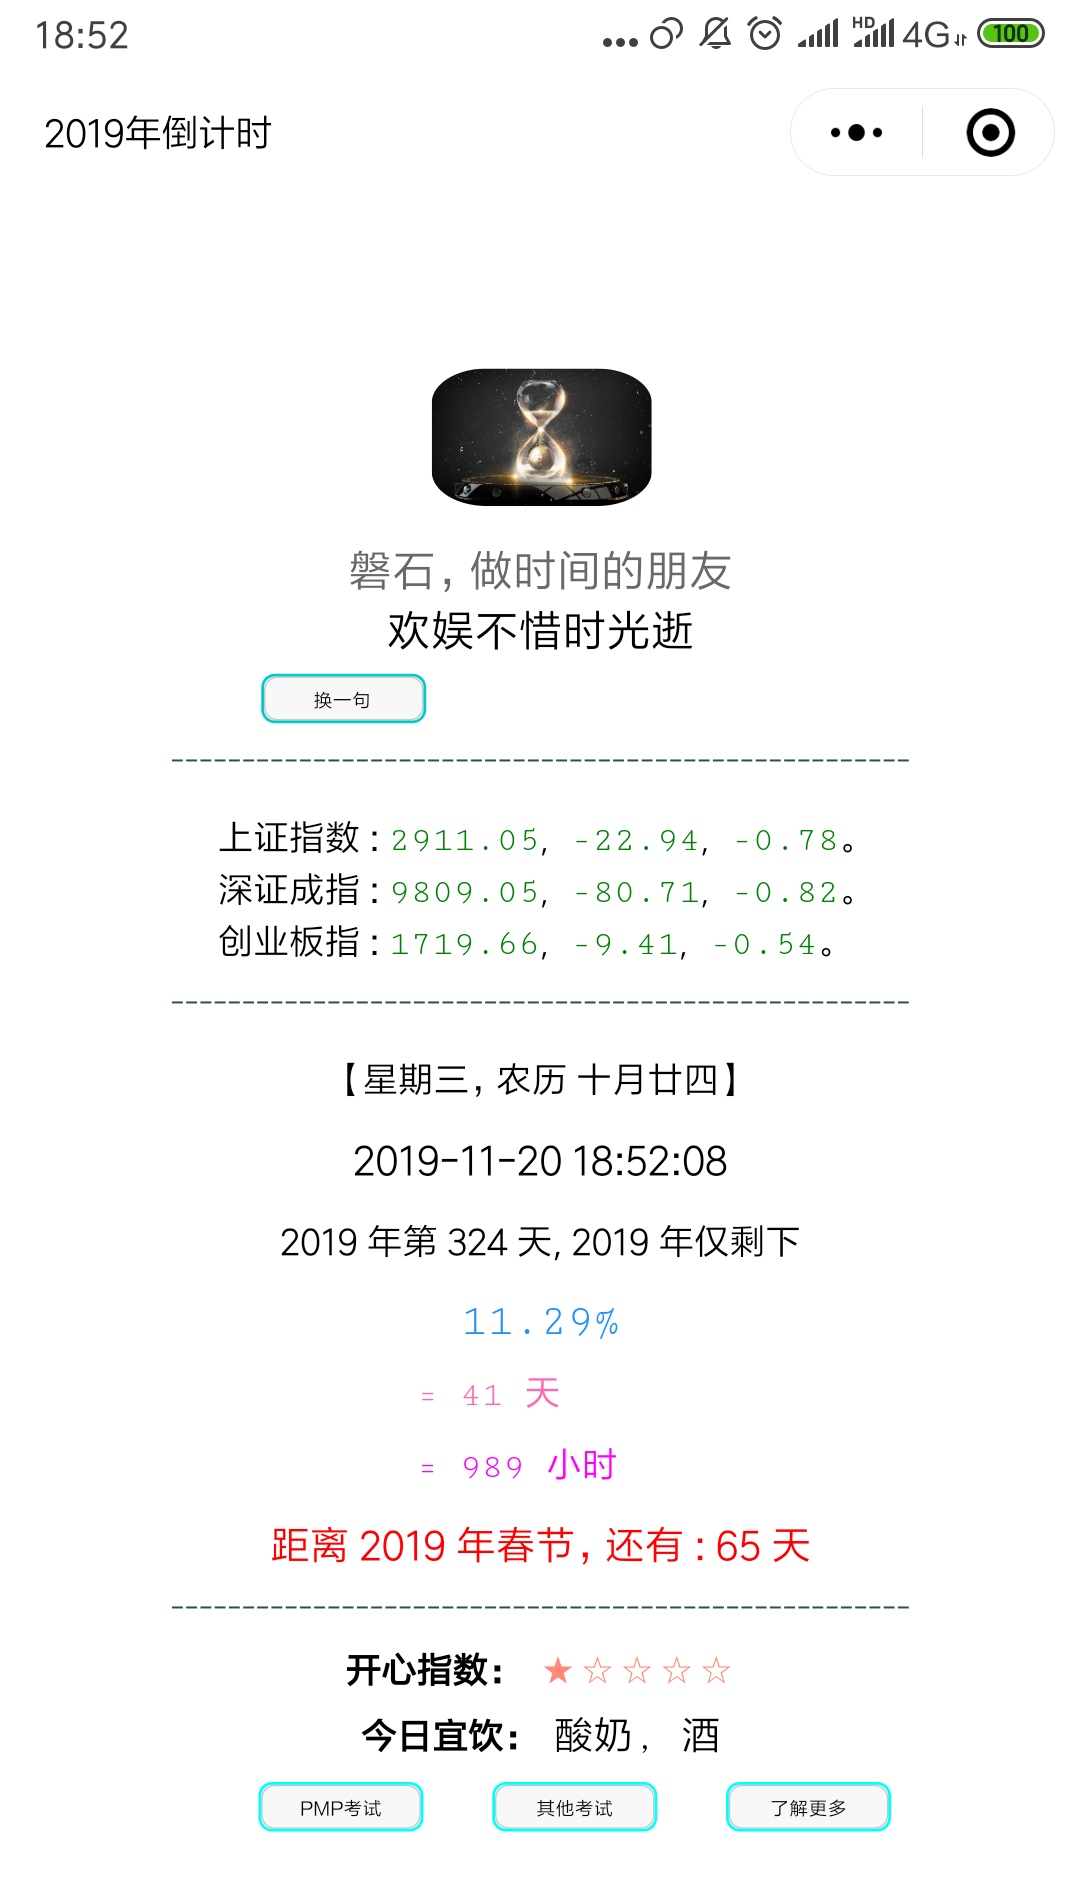 18:52
HD 4G 100
2019年倒计时
磐石，做时间的朋友
欢娱不惜时光逝
换一句
上证指数：2911.05, -22.94, -0.78。
深证成指：9809.05, -80.71, -0.82。
创业板指：1719.66, -9.41, -0.54。
【星期三，农历 十月廿四】
2019-11-20 18:52:08
2019 年第 324 天, 2019 年仅剩下
11.29%
= 41 天
= 989 小时
距离 2019 年春节，还有：65 天
开心指数： ★☆☆☆☆
今日宜饮： 酸奶， 酒
PMP考试 其他考试 了解更多